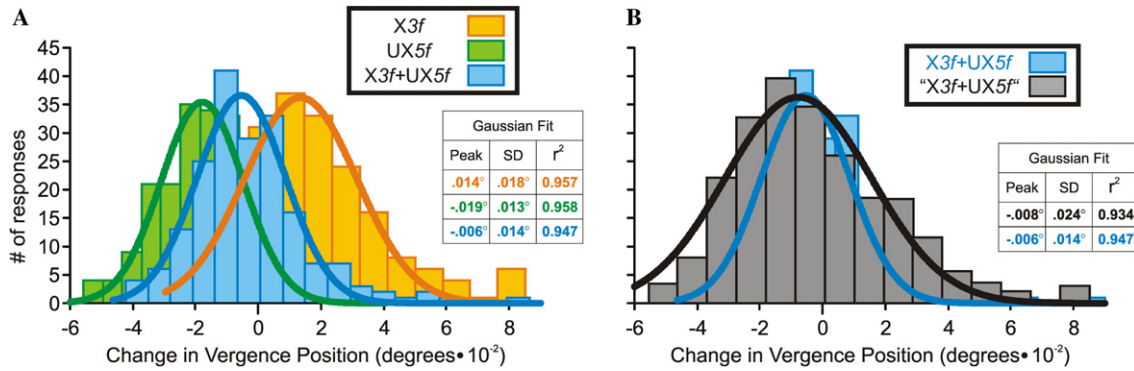 A
X3f
UX5f
X3f+UX5f
45
40
35
30
25
20
15
10
5
0
# of responses
-6
-4
-2
0
2
4
6
8
Change in Vergence Position (degrees• 10-2)
Gaussian Fit
Peak SD r2
.014° .018° 0.957
-.019° .013° 0.958
-.006° .014° 0.947
B
X3f+UX5f
“X3f+UX5f“
-6
-4
-2
0
2
4
6
8
Change in Vergence Position (degrees• 10-2)
Gaussian Fit
Peak SD r2
-.008° .024° 0.934
-.006° .014° 0.947